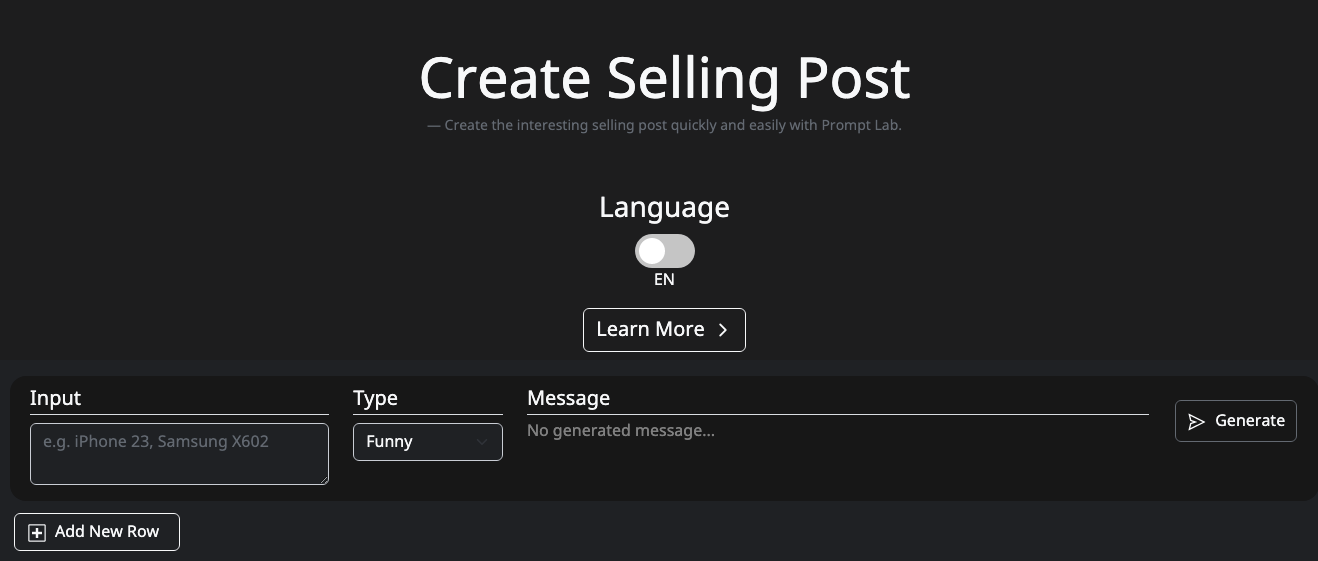 Create Selling Post
— Create the interesting selling post quickly and easily with Prompt Lab.
Language
EN
Learn More
Input
Type
Message
e.g. iPhone 23, Samsung X602
Funny
No generated message...
Generate
Add New Row